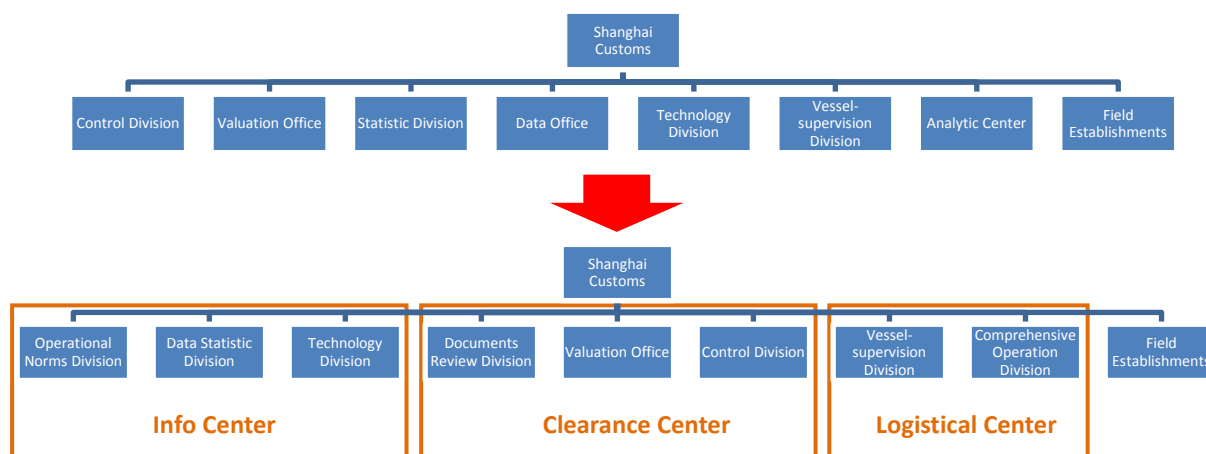 Shanghai
Customs
Control Division
Valuation Office
Statistic Division
Data Office
Technology
Division
Vessel-
supervision
Division
Analytic Center
Field
Establishments
Shanghai
Customs
Operational
Norms Division
Data Statistic
Division
Technology
Division
Documents
Review Division
Valuation Office
Control Division
Vessel-
supervision
Division
Comprehensive
Operation
Division
Field
Establishments
Info Center
Clearance Center
Logistical Center